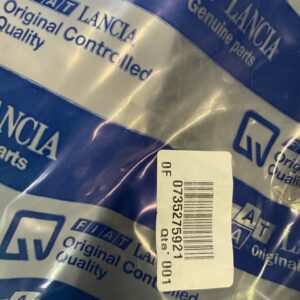 FIAT LANCIA
Original Controlled
Quality
LANCIA
Genuine parts
LANCIA
parts
FIAT LANCIA
Original Controlled
Quality
0F 0735275921
Qta' 001
FIAT
Original